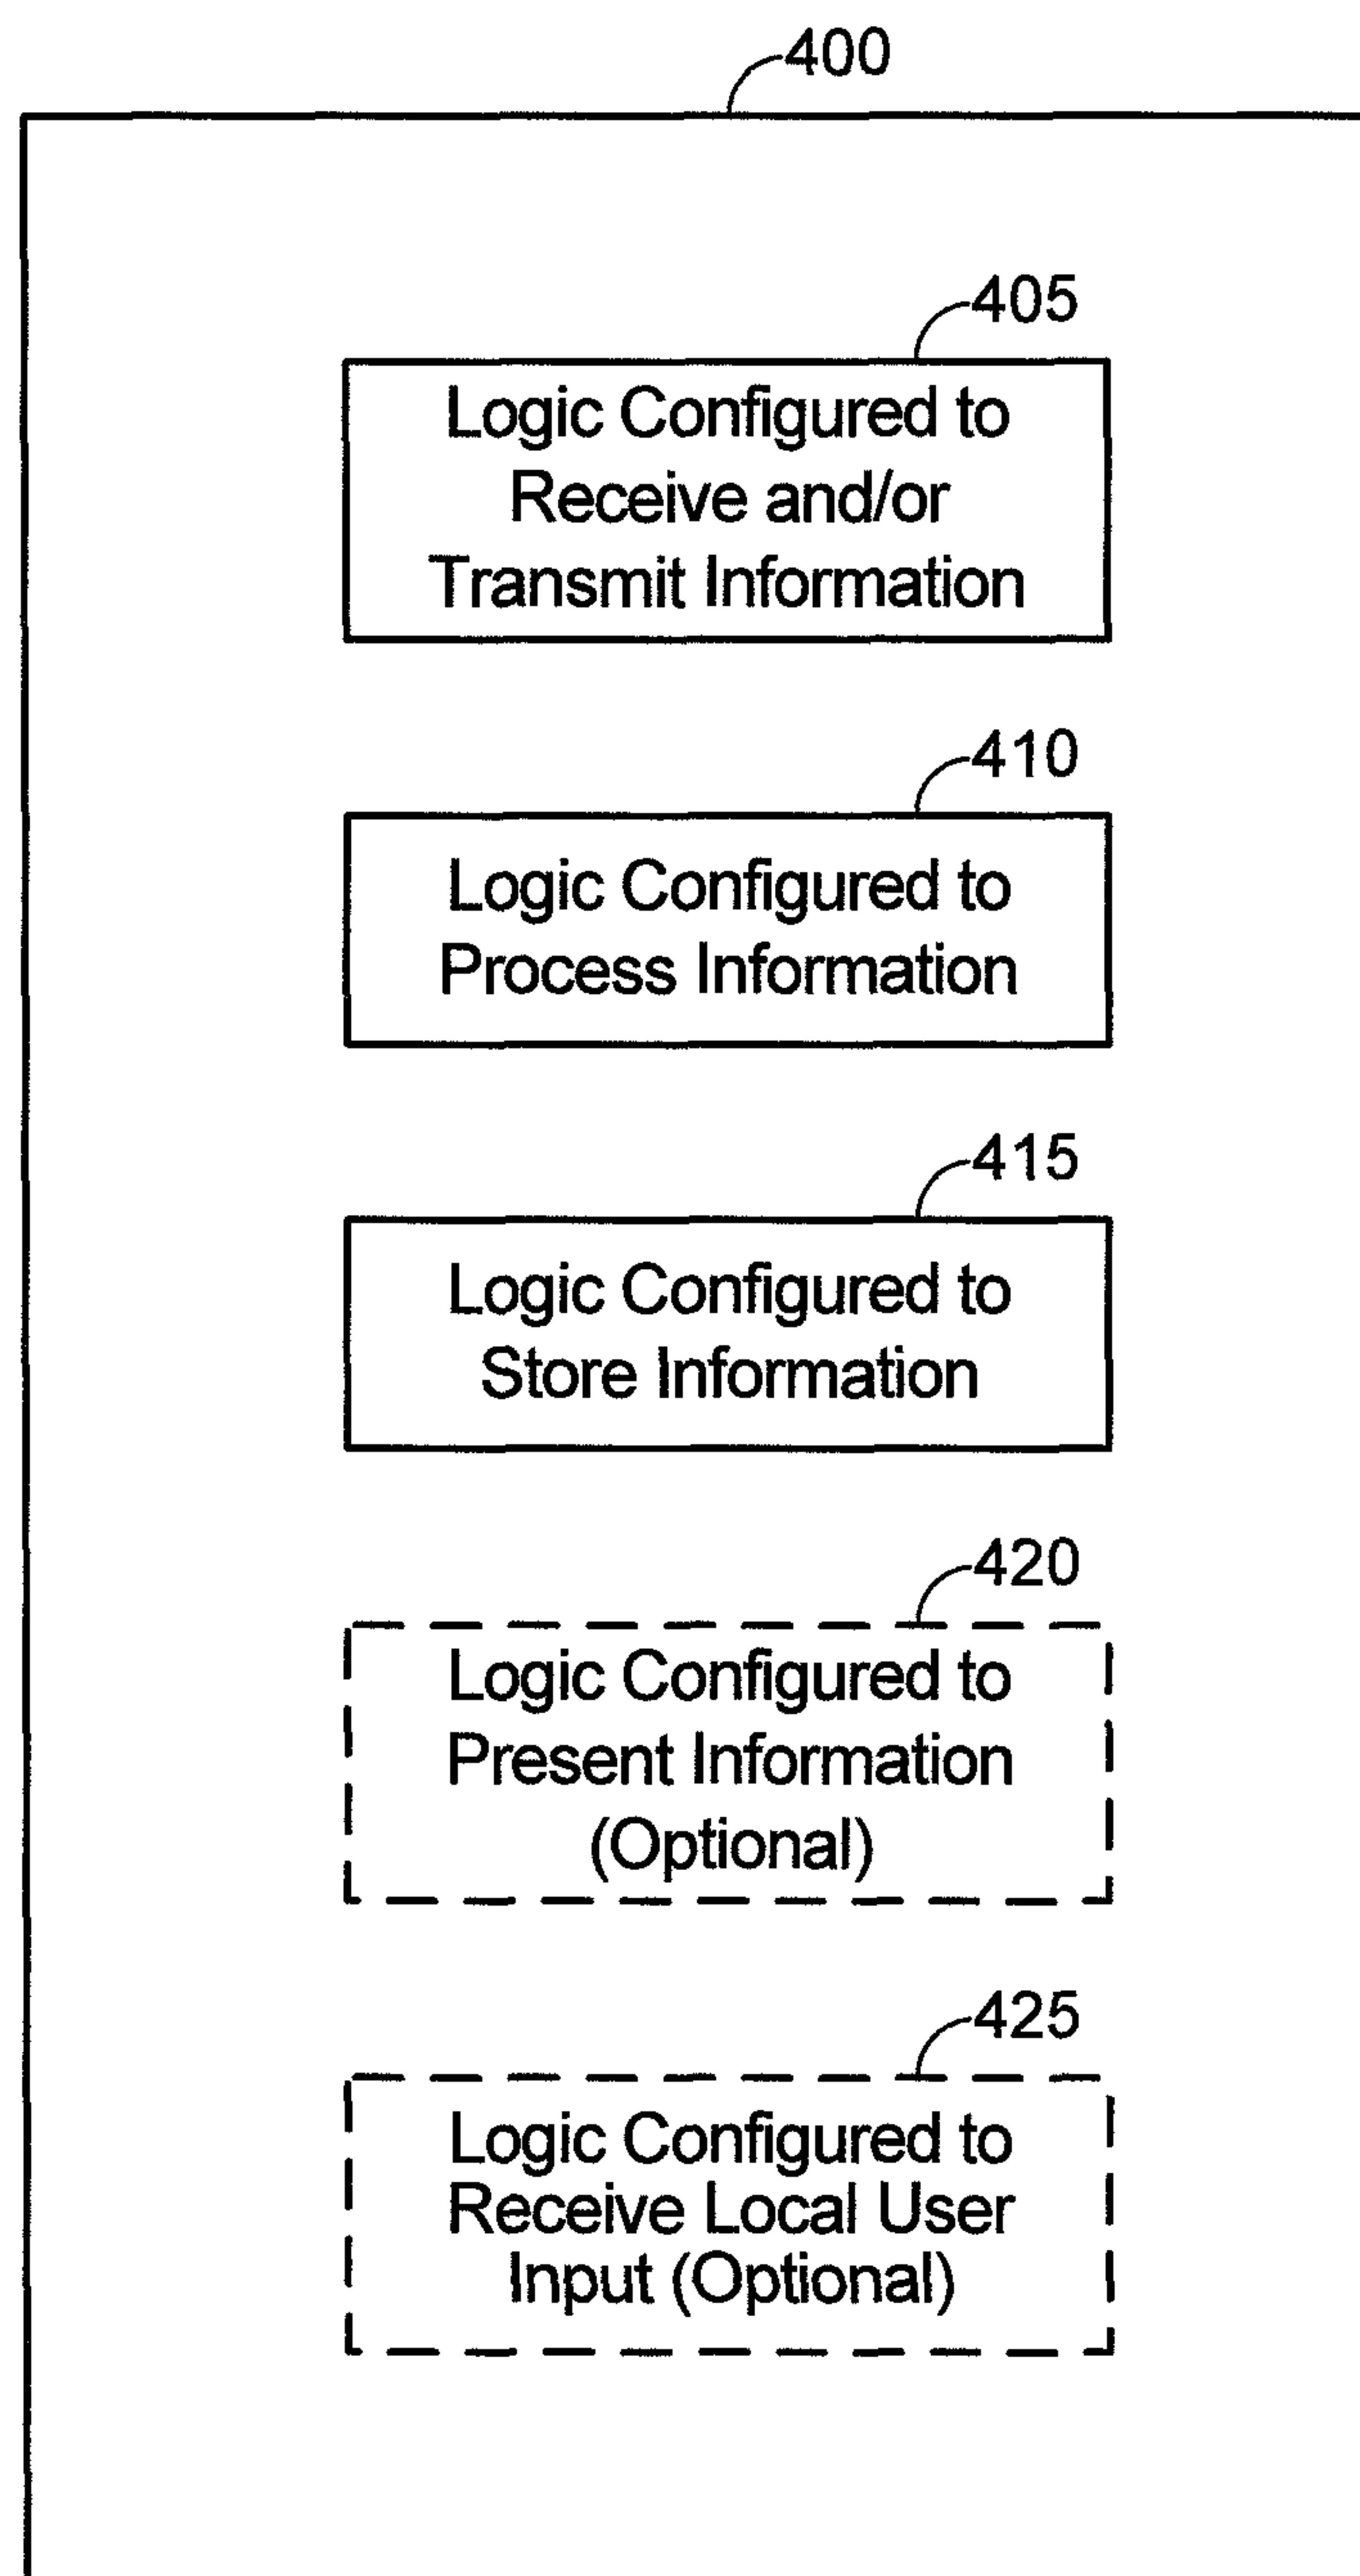 400
405
Logic Configured to
Receive and/or
Transmit Information
410
Logic Configured to
Process Information
415
Logic Configured to
Store Information
420
Logic Configured to
Present Information
(Optional)
425
Logic Configured to
Receive Local User
Input (Optional)